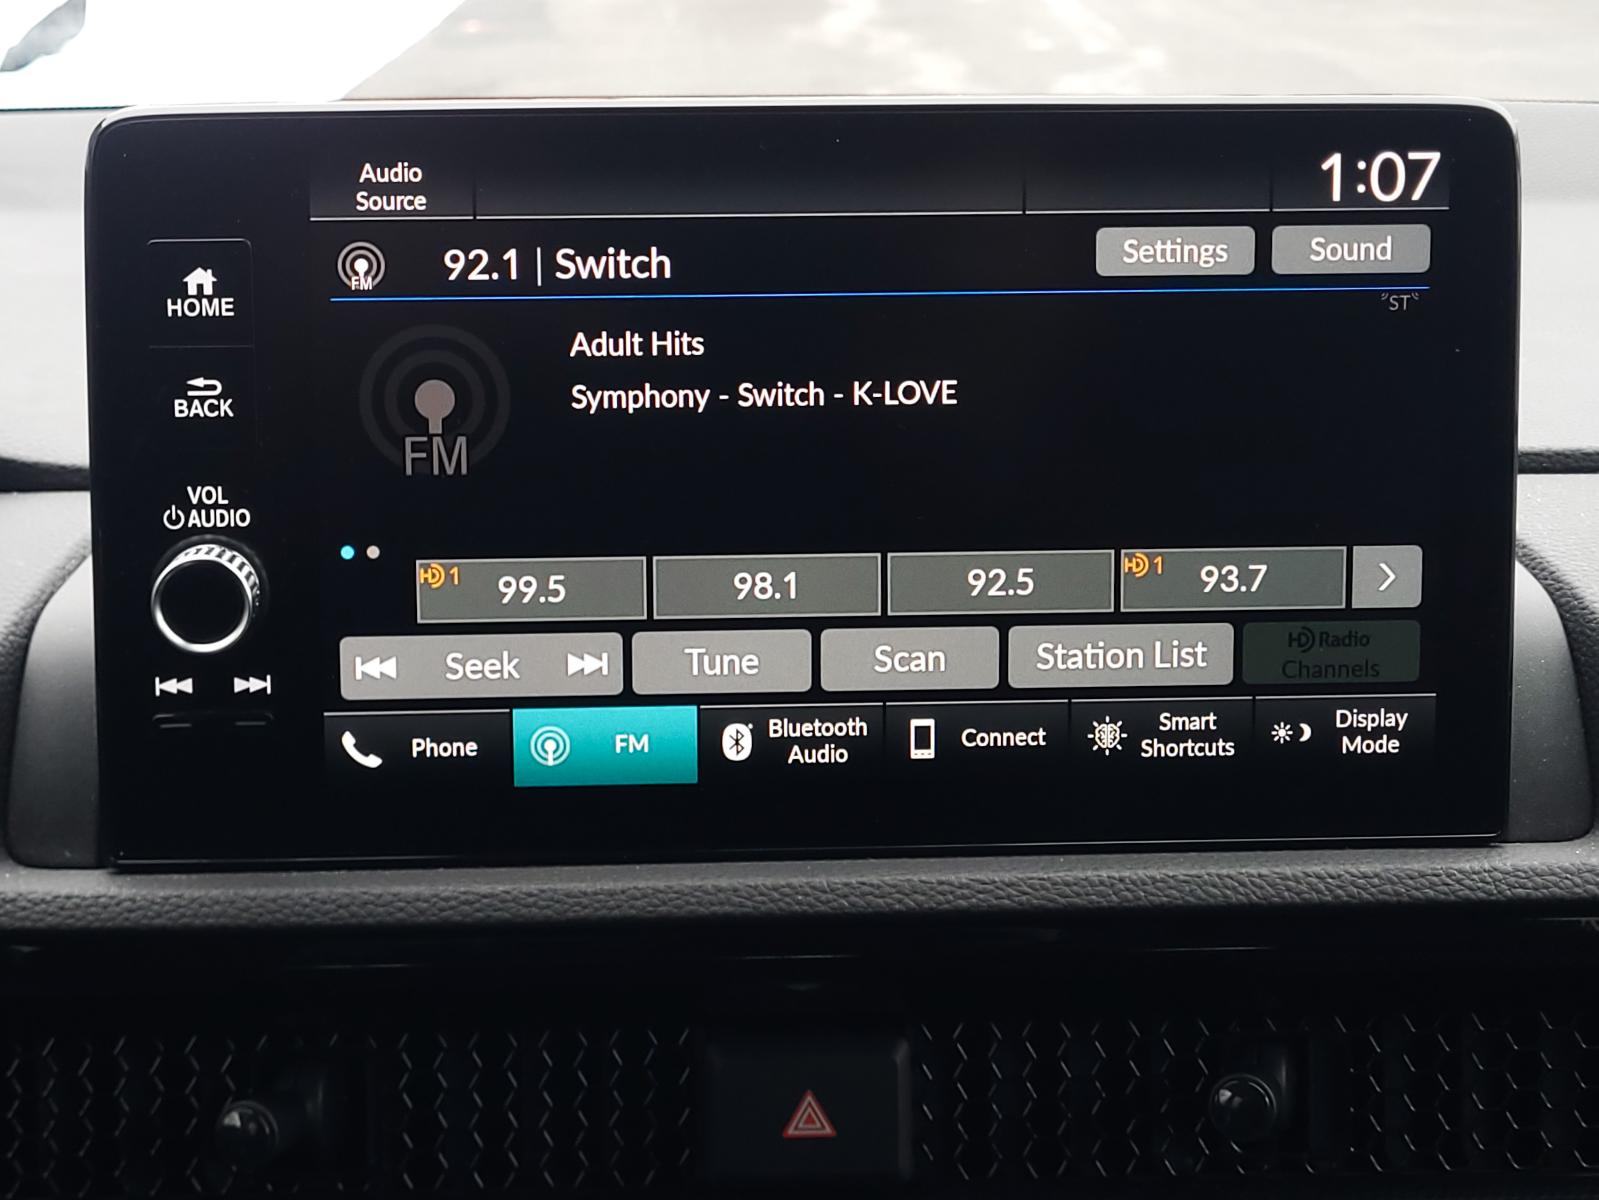 Audio
Source
1:07
FM
92.1 | Switch
Settings
Sound
"ST"
HOME
BACK
VOL
AUDIO
FM
Adult Hits
Symphony - Switch - K-LOVE
HD 1 99.5
98.1
92.5
HD 1 93.7
Seek
Tune
Scan
Station List
HD Radio
Channels
Phone
FM
Bluetooth
Audio
Connect
Smart
Shortcuts
Display
Mode